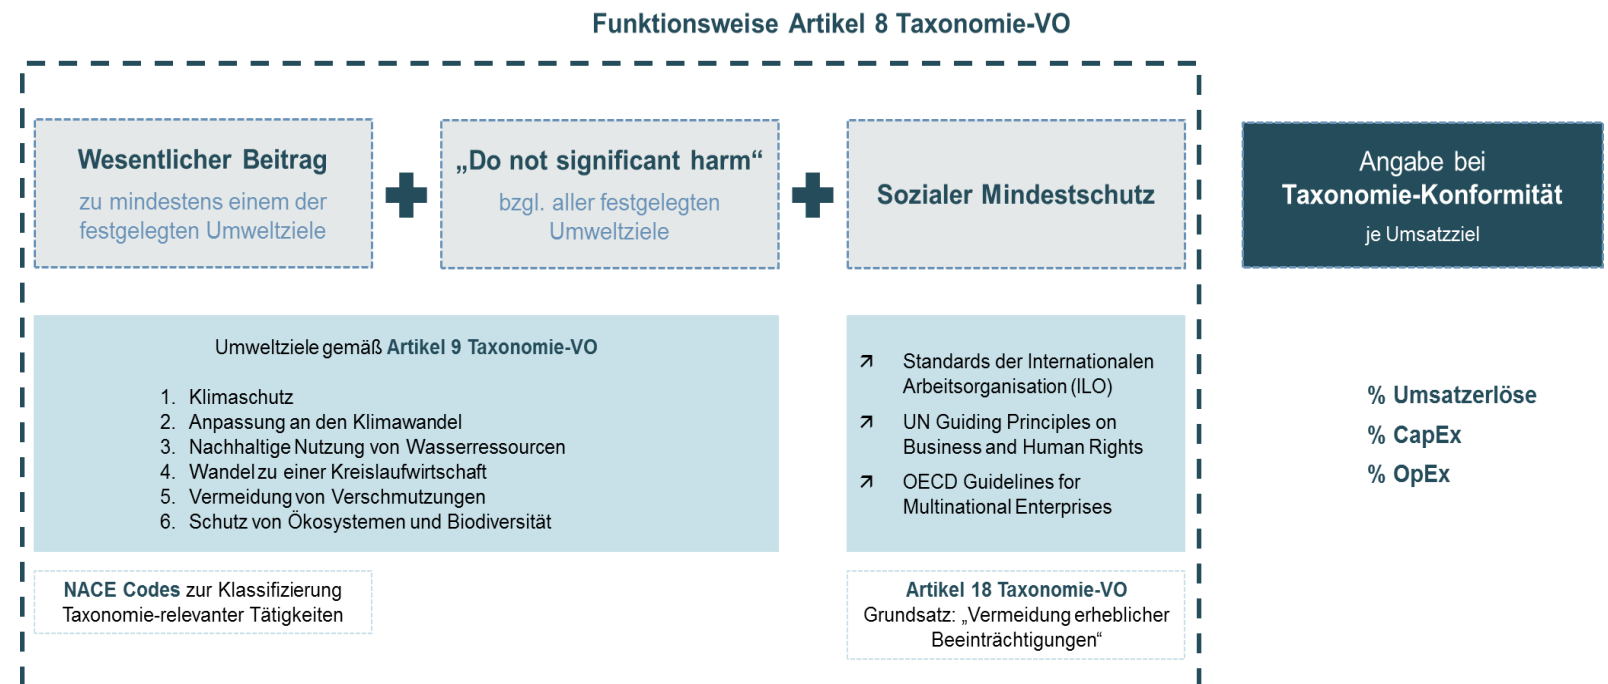 Funktionsweise Artikel 8 Taxonomie-VO
Wesentlicher Beitrag
zu mindestens einem der
festgelegten Umweltziele
„Do not significant harm“
bzgl. aller festgelegten
Umweltziele
Sozialer Mindestschutz
Angabe bei
Taxonomie-Konformität
je Umsatzziel
Umweltziele gemäß Artikel 9 Taxonomie-VO
1. Klimaschutz
2. Anpassung an den Klimawandel
3. Nachhaltige Nutzung von Wasserressourcen
4. Wandel zu einer Kreislaufwirtschaft
5. Vermeidung von Verschmutzungen
6. Schutz von Ökosystemen und Biodiversität
Standards der Internationalen
Arbeitsorganisation (ILO)
UN Guiding Principles on
Business and Human Rights
OECD Guidelines for
Multinational Enterprises
% Umsatzerlöse
% CapEx
% OpEx
NACE Codes zur Klassifizierung
Taxonomie-relevanter Tätigkeiten
Artikel 18 Taxonomie-VO
Grundsatz: „Vermeidung erheblicher
Beeinträchtigungen“